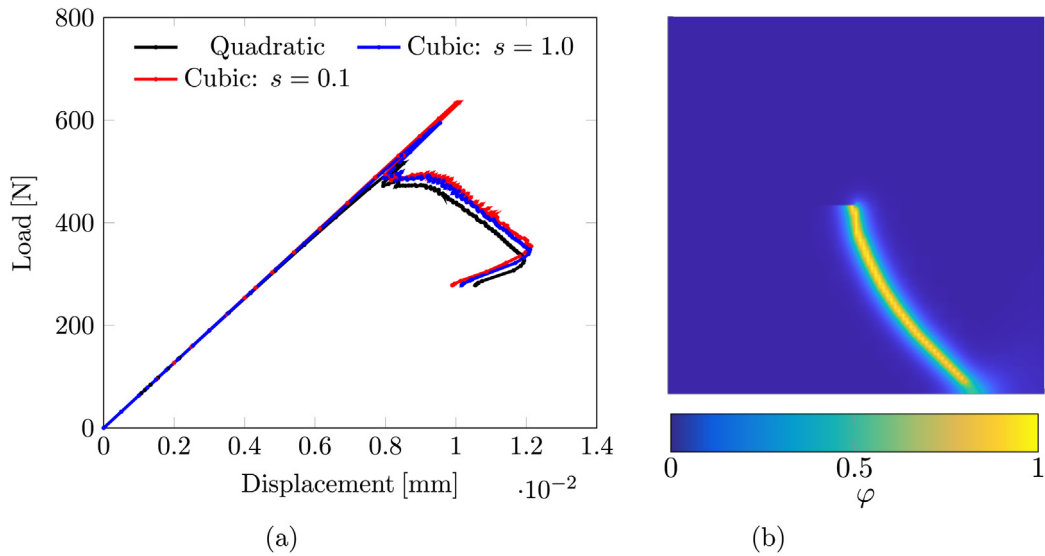 800
600
400
200
0
Load [N]
Quadratic
Cubic: s = 1.0
Cubic: s = 0.1
0 0.2 0.4 0.6 0.8 1 1.2 1.4
Displacement [mm]
·10⁻²
(a)
0 0.5 1
φ
(b)